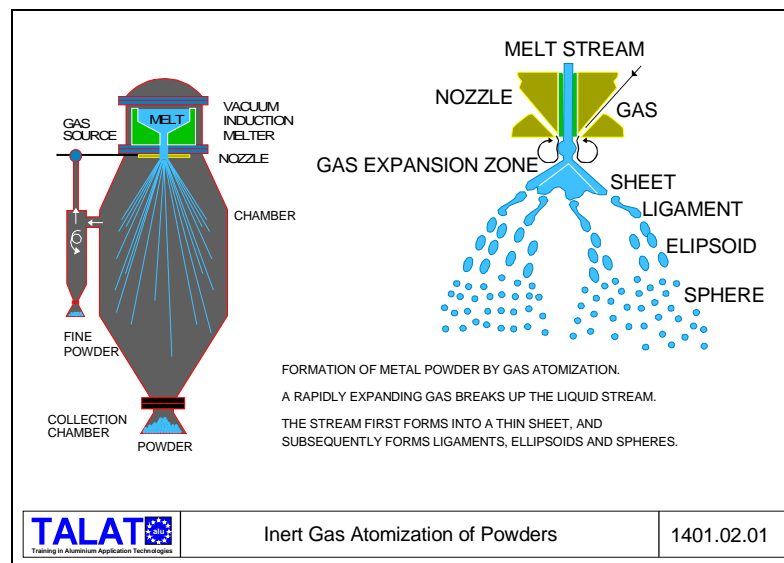 MELT
VACUUM
INDUCTION
MELTER
GAS
SOURCE
NOZZLE
CHAMBER
FINE
POWDER
COLLECTION
CHAMBER
POWDER
MELT STREAM
NOZZLE
GAS
GAS EXPANSION ZONE
SHEET
LIGAMENT
ELIPSOID
SPHERE
FORMATION OF METAL POWDER BY GAS ATOMIZATION.
A RAPIDLY EXPANDING GAS BREAKS UP THE LIQUID STREAM.
THE STREAM FIRST FORMS INTO A THIN SHEET, AND
SUBSEQUENTLY FORMS LIGAMENTS, ELLIPSOIDS AND SPHERES.
TALAT
alu
Training in Aluminium Application Technologies
Inert Gas Atomization of Powders
1401.02.01